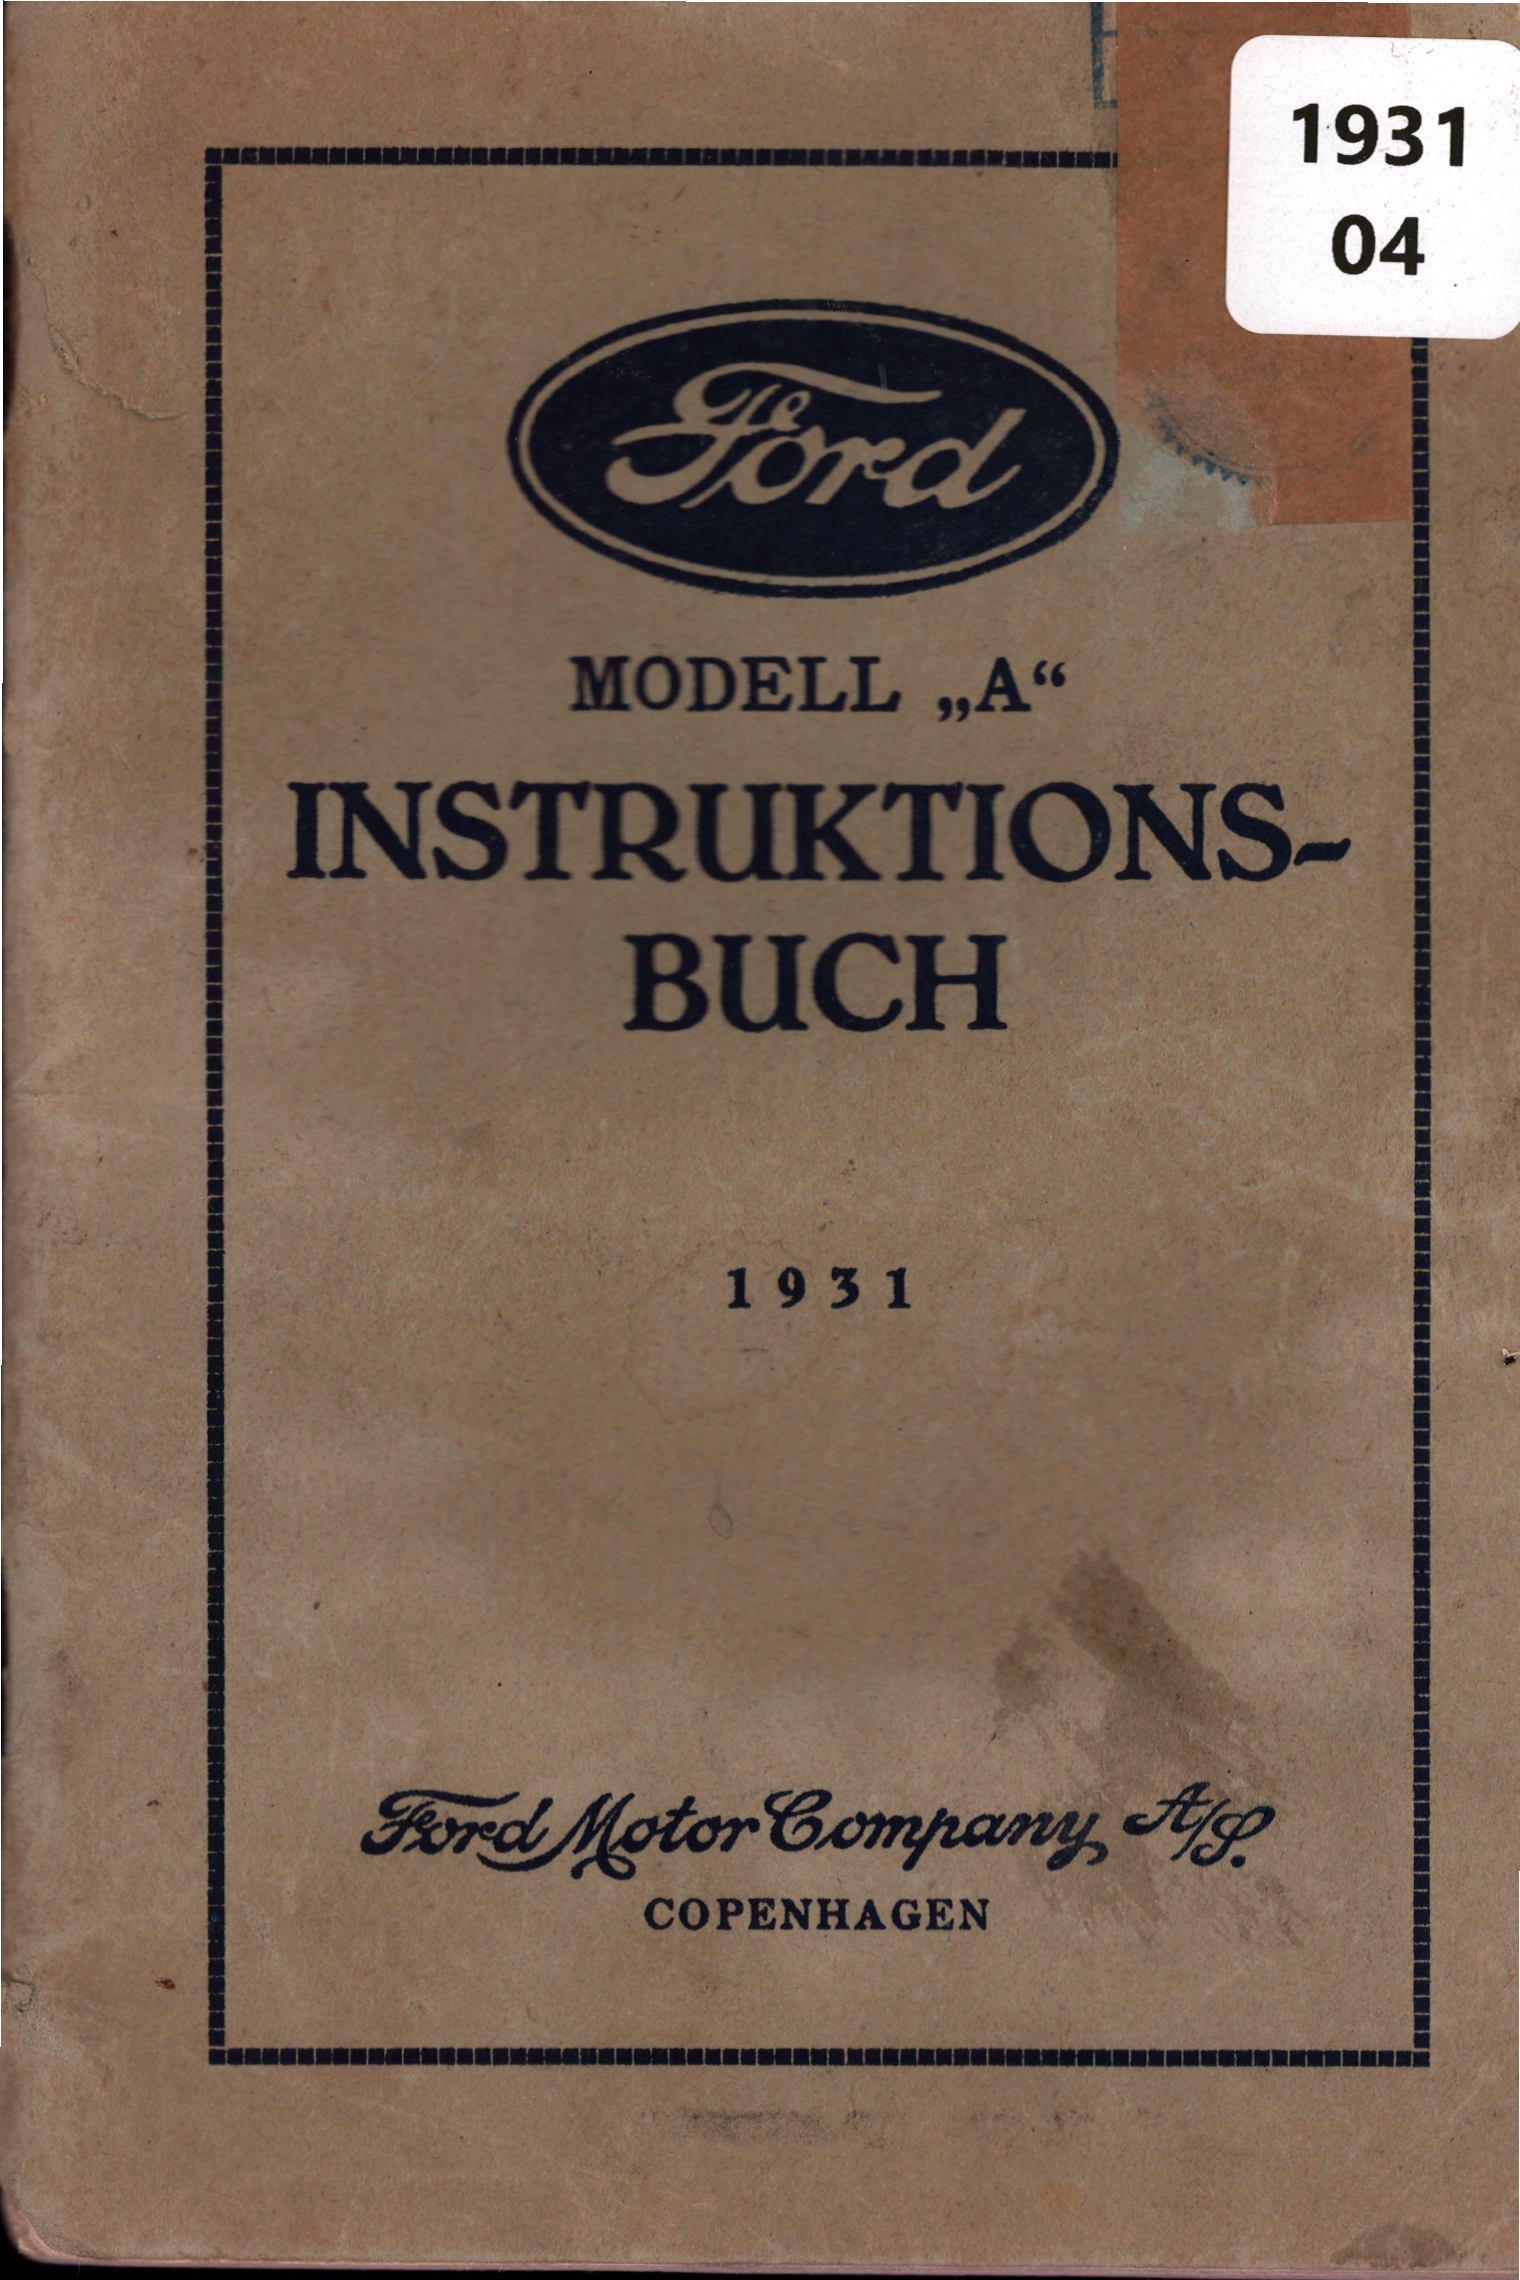 1931
04
Ford
MODELL „A“
INSTRUKTIONS-
BUCH
1931
Ford Motor Company A/S.
COPENHAGEN